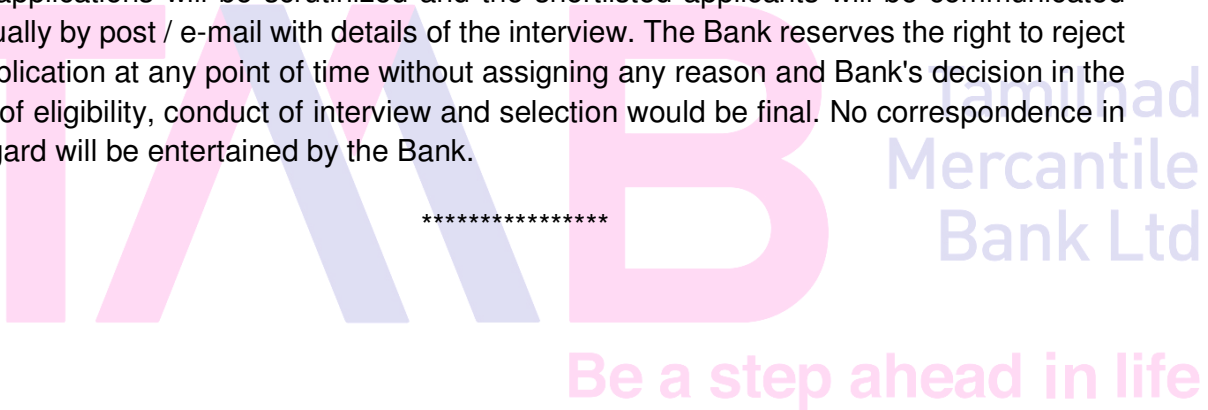 applications will be scrutinized and the shortlisted applicants will be communicated
ually by post / e-mail with details of the interview. The Bank reserves the right to reject
plication at any point of time without assigning any reason and Bank's decision in the
of eligibility, conduct of interview and selection would be final. No correspondence in
gard will be entertained by the Bank.
Tamilnad
Mercantile
****************
Bank Ltd
TMB
Be a step ahead in life